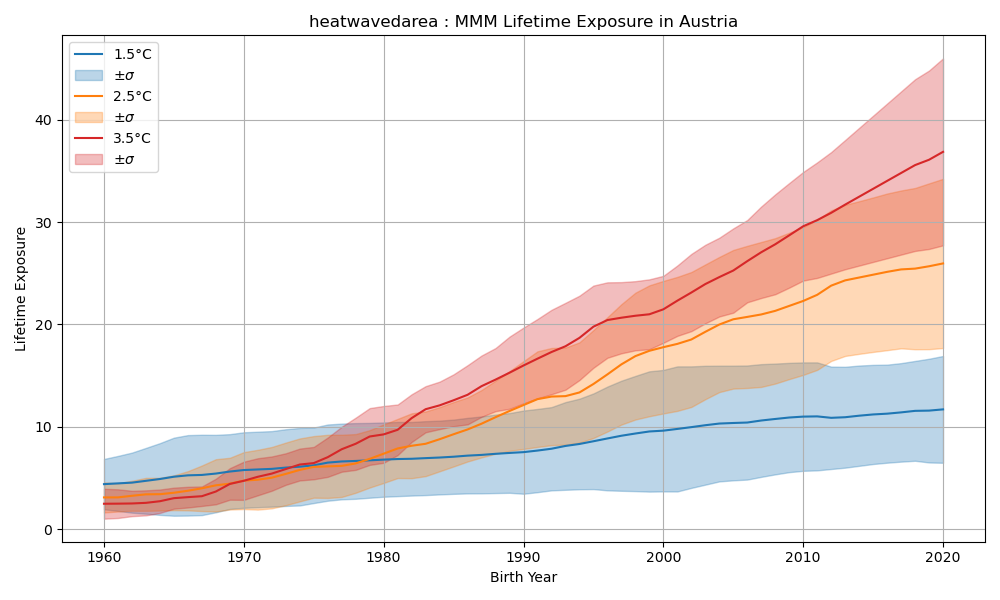 heatwavedarea : MMM Lifetime Exposure in Austria
1.5°C
±σ
2.5°C
±σ
3.5°C
±σ
Lifetime Exposure
40
30
20
10
0
1960 1970 1980 1990 2000 2010 2020
Birth Year